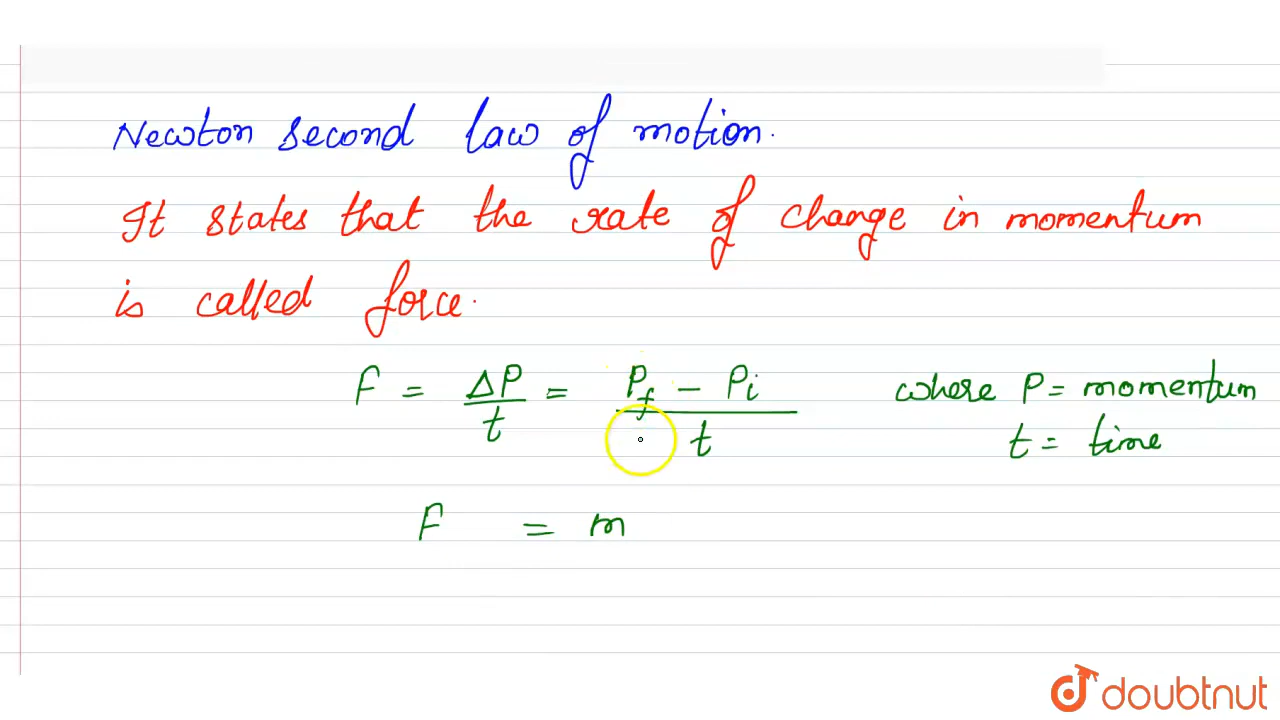 Newton second law of motion.
It states that the rate of change in momentum
is called force.
F = ΔP/t = Pf - Pi / t where P = momentum
t = time
F = m
doubtnut